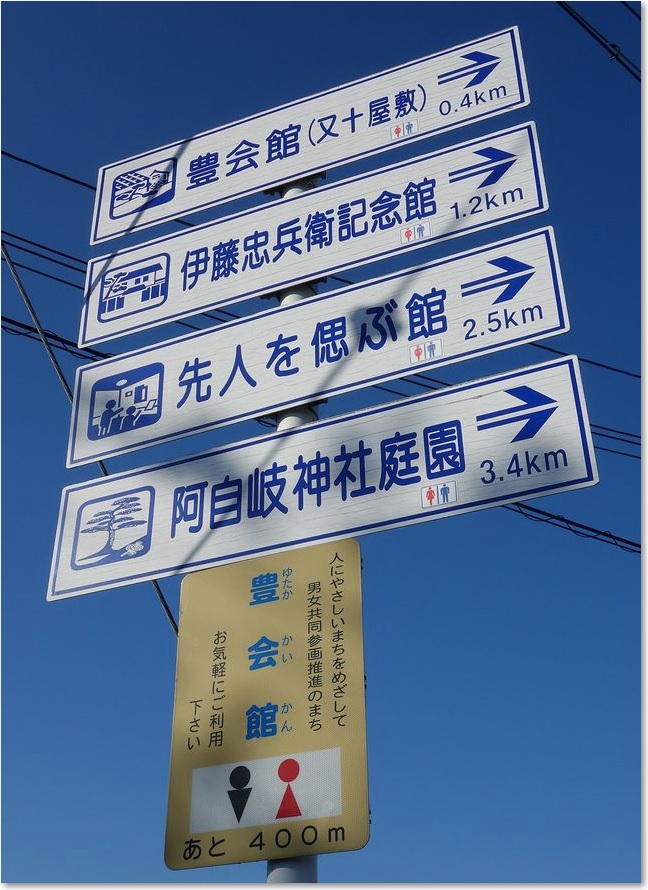 豊会館(又十屋敷)
0.4km
伊藤忠兵衛記念館
1.2km
先人を偲ぶ館
2.5km
阿自岐神社庭園
3.4km
人にやさしいまちをめざして
男女共同参画推進のまち
豊会館
ゆたかかいかん
お気軽にご利用
下さい
あと 400m